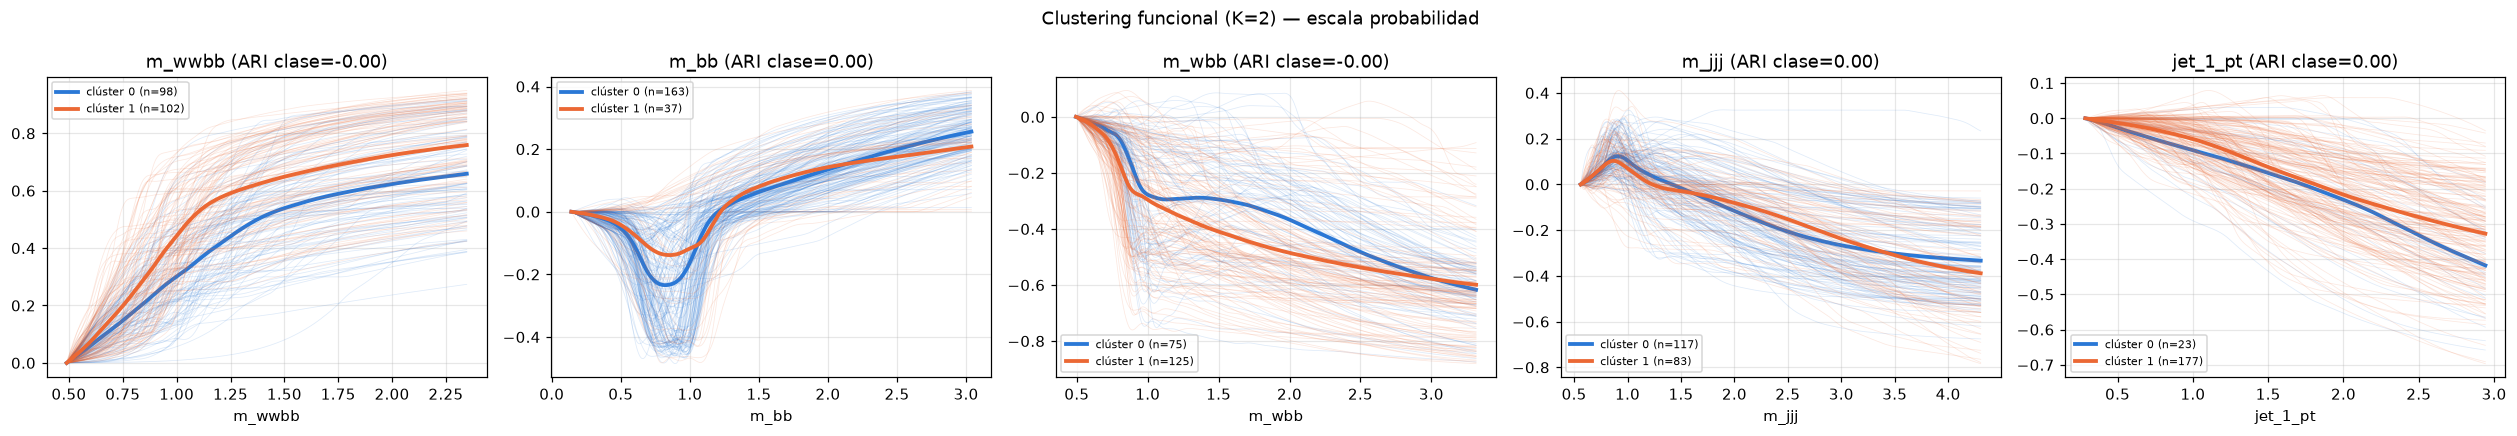 Clustering funcional (K=2) — escala probabilidad
m_wwbb (ARI clase=-0.00)
clúster 0 (n=98)
clúster 1 (n=102)
0.8
0.6
0.4
0.2
0.0
0.50 0.75 1.00 1.25 1.50 1.75 2.00 2.25
m_wwbb
m_bb (ARI clase=0.00)
clúster 0 (n=163)
clúster 1 (n=37)
0.4
0.2
0.0
−0.2
−0.4
0.0 0.5 1.0 1.5 2.0 2.5 3.0
m_bb
m_wbb (ARI clase=-0.00)
0.0
−0.2
−0.4
−0.6
−0.8
clúster 0 (n=75)
clúster 1 (n=125)
0.5 1.0 1.5 2.0 2.5 3.0
m_wbb
m_jjj (ARI clase=0.00)
0.4
0.2
0.0
−0.2
−0.4
−0.6
−0.8
clúster 0 (n=117)
clúster 1 (n=83)
0.5 1.0 1.5 2.0 2.5 3.0 3.5 4.0
m_jjj
jet_1_pt (ARI clase=0.00)
0.1
0.0
−0.1
−0.2
−0.3
−0.4
−0.5
−0.6
−0.7
clúster 0 (n=23)
clúster 1 (n=177)
0.5 1.0 1.5 2.0 2.5 3.0
jet_1_pt